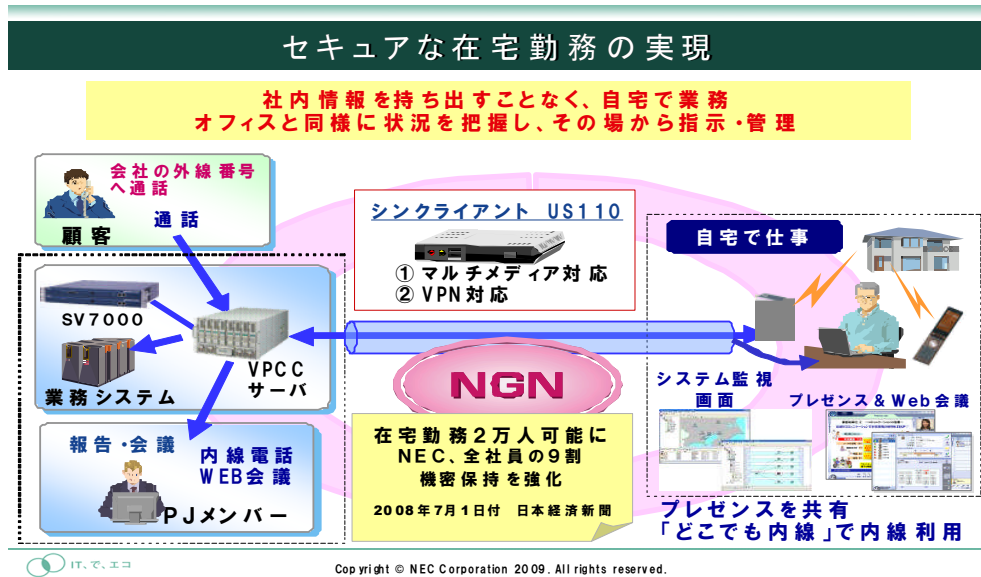 セキュアな在宅勤務の実現
社内情報を持ち出すことなく、自宅で業務
オフィスと同様に状況を把握し、その場から指示・管理
会社の外線番号
へ通話
通話
顧客
SV7000
業務システム
VPCC
サーバ
報告・会議
内線電話
WEB会議
PJメンバー
シンクライアント US110
① マルチメディア対応
② VPN対応
NGN
在宅勤務2万人可能に
NEC、全社員の9割
機密保持を強化
2008年7月1日付 日本経済新聞
自宅で仕事
システム監視
画面
プレゼンス&Web会議
プレゼンスを共有
「どこでも内線」で内線利用
IT、で、エコ
Copyright © NEC Corporation 2009. All rights reserved.